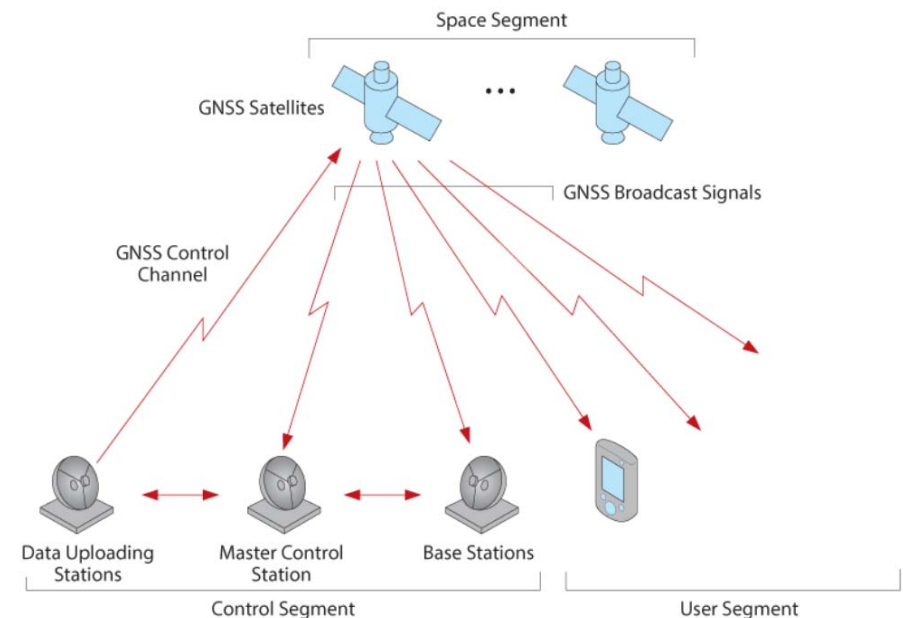 Space Segment
GNSS Satellites
...
GNSS Broadcast Signals
GNSS Control
Channel
Data Uploading
Stations
Master Control
Station
Base Stations
Control Segment
User Segment